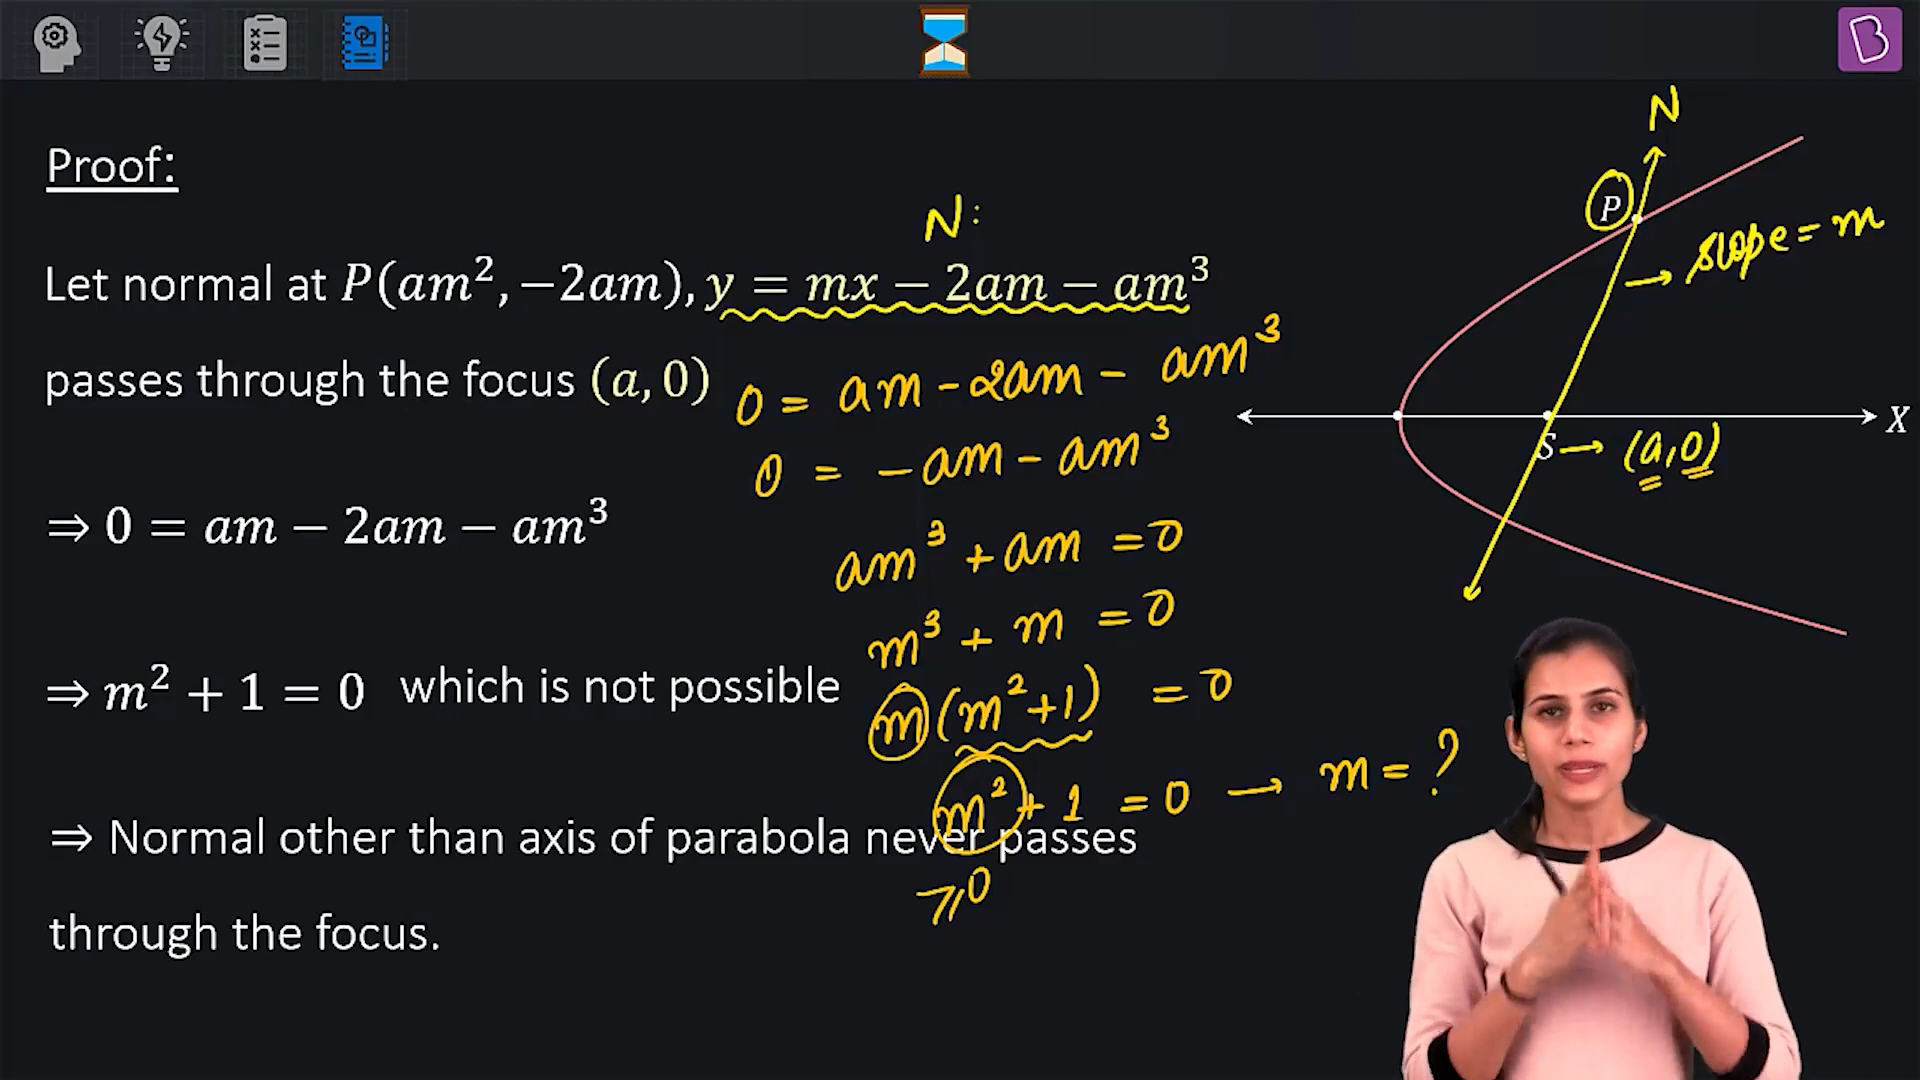 Proof:
N:
Let normal at P(am², −2am), y = mx − 2am − am³
passes through the focus (a, 0)
0 = am - 2am - am³
0 = -am - am³
⇒ 0 = am − 2am − am³
am³ + am = 0
m³ + m = 0
⇒ m² + 1 = 0 which is not possible
m (m²+1) = 0
m² + 1 = 0 → m = ?
⩾0
⇒ Normal other than axis of parabola never passes
through the focus.
N
P
→ slope = m
X
S → (a, 0)
B